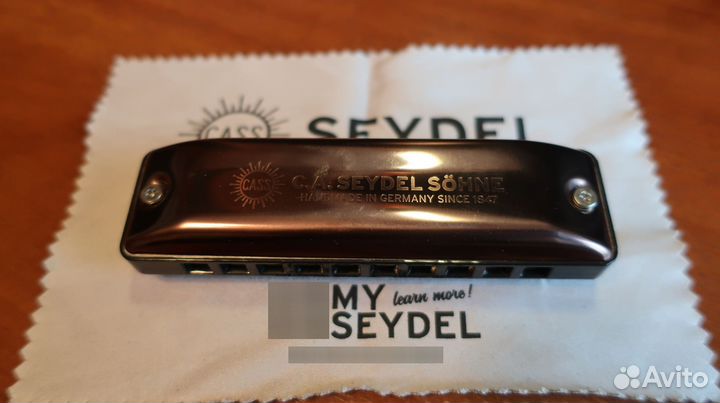 CASS
SEYDEL
CASS
C.A. SEYDEL SÖHNE
HANDMADE IN GERMANY SINCE 1847
MY learn more!
SEYDEL
Avito